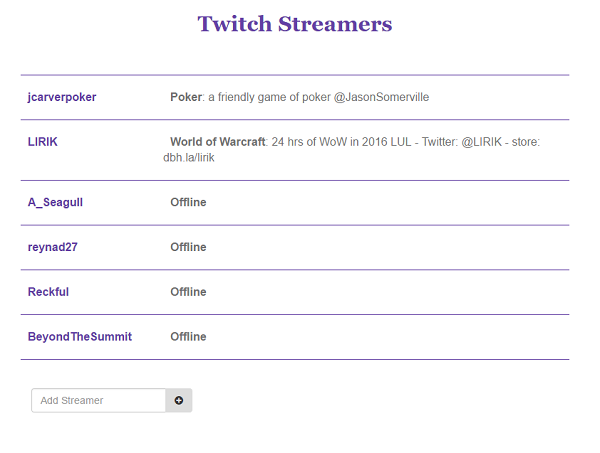 Twitch Streamers
jcarverpoker Poker: a friendly game of poker @JasonSomerville
LIRIK World of Warcraft: 24 hrs of WoW in 2016 LUL - Twitter: @LIRIK - store:
dbh.la/lirik
A_Seagull Offline
reynad27 Offline
Reckful Offline
BeyondTheSummit Offline
Add Streamer